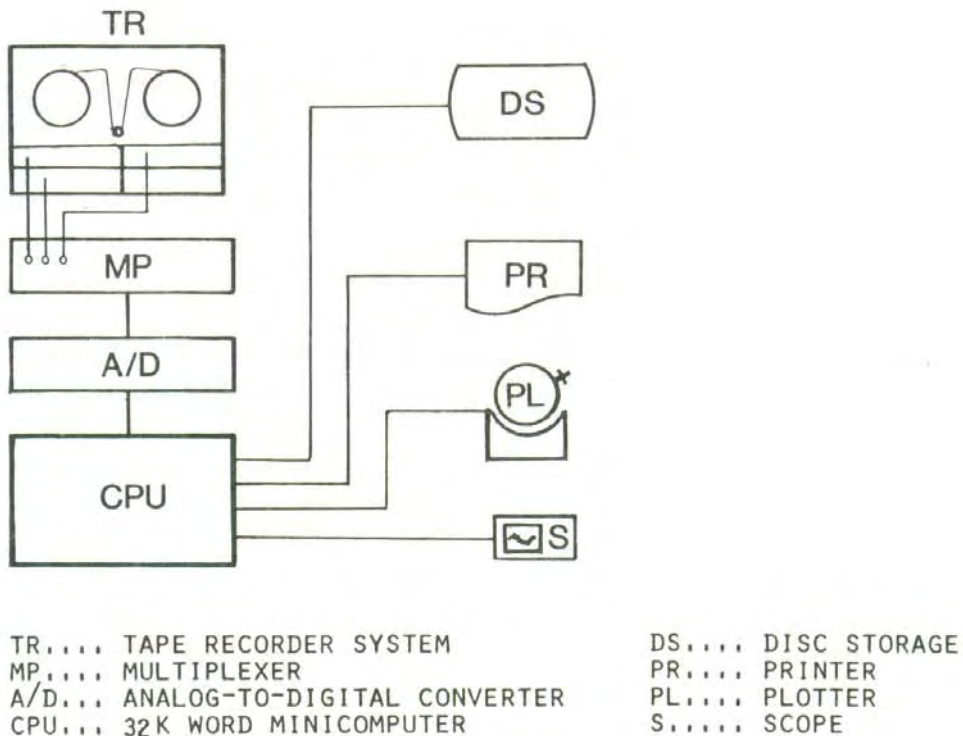 TR
DS
MP
PR
A/D
PL
CPU
S
TR.... TAPE RECORDER SYSTEM
MP.... MULTIPLEXER
A/D... ANALOG-TO-DIGITAL CONVERTER
CPU... 32K WORD MINICOMPUTER
DS.... DISC STORAGE
PR.... PRINTER
PL.... PLOTTER
S..... SCOPE